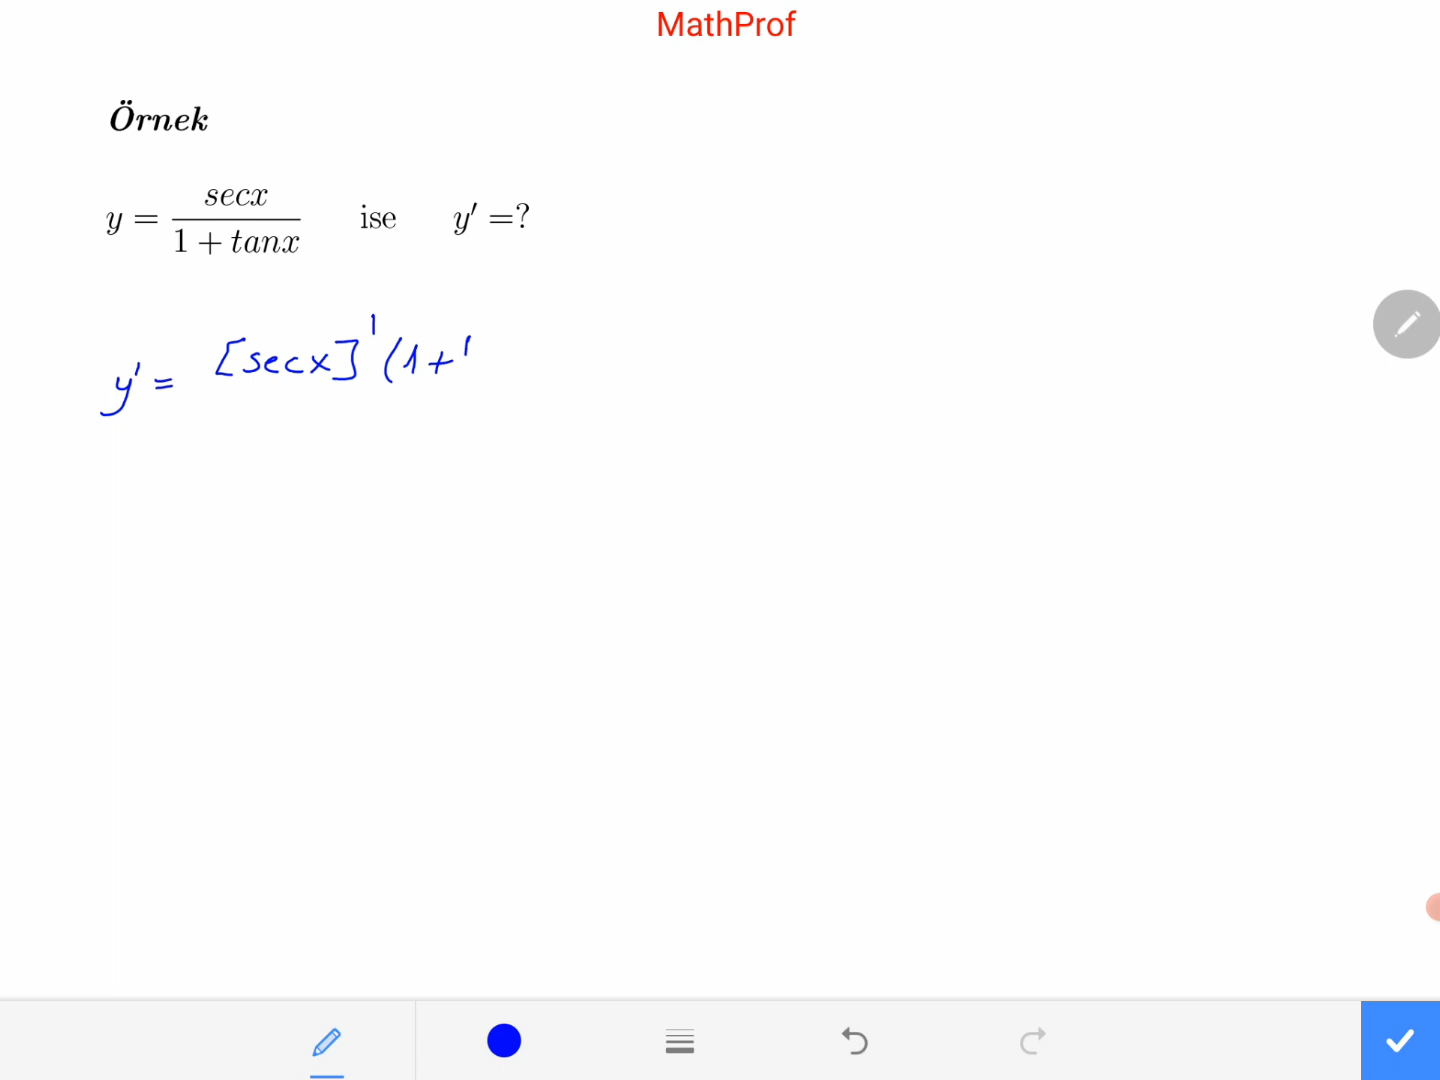 MathProf
Örnek
y = secx / 1 + tanx ise y′ =?
y' = [secx]' (1+'